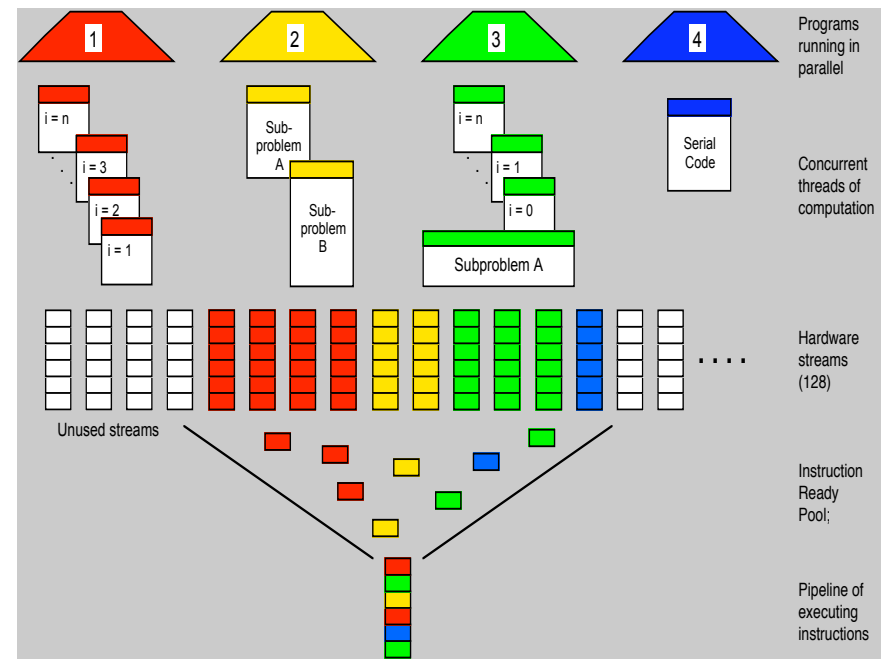 1
2
3
4
Programs
running in
parallel
i = n
i = 3
i = 2
i = 1
Sub-
problem
A
Sub-
problem
B
i = n
i = 1
i = 0
Subproblem A
Serial
Code
Concurrent
threads of
computation
Hardware
streams
(128)
Unused streams
Instruction
Ready
Pool;
Pipeline of
executing
instructions